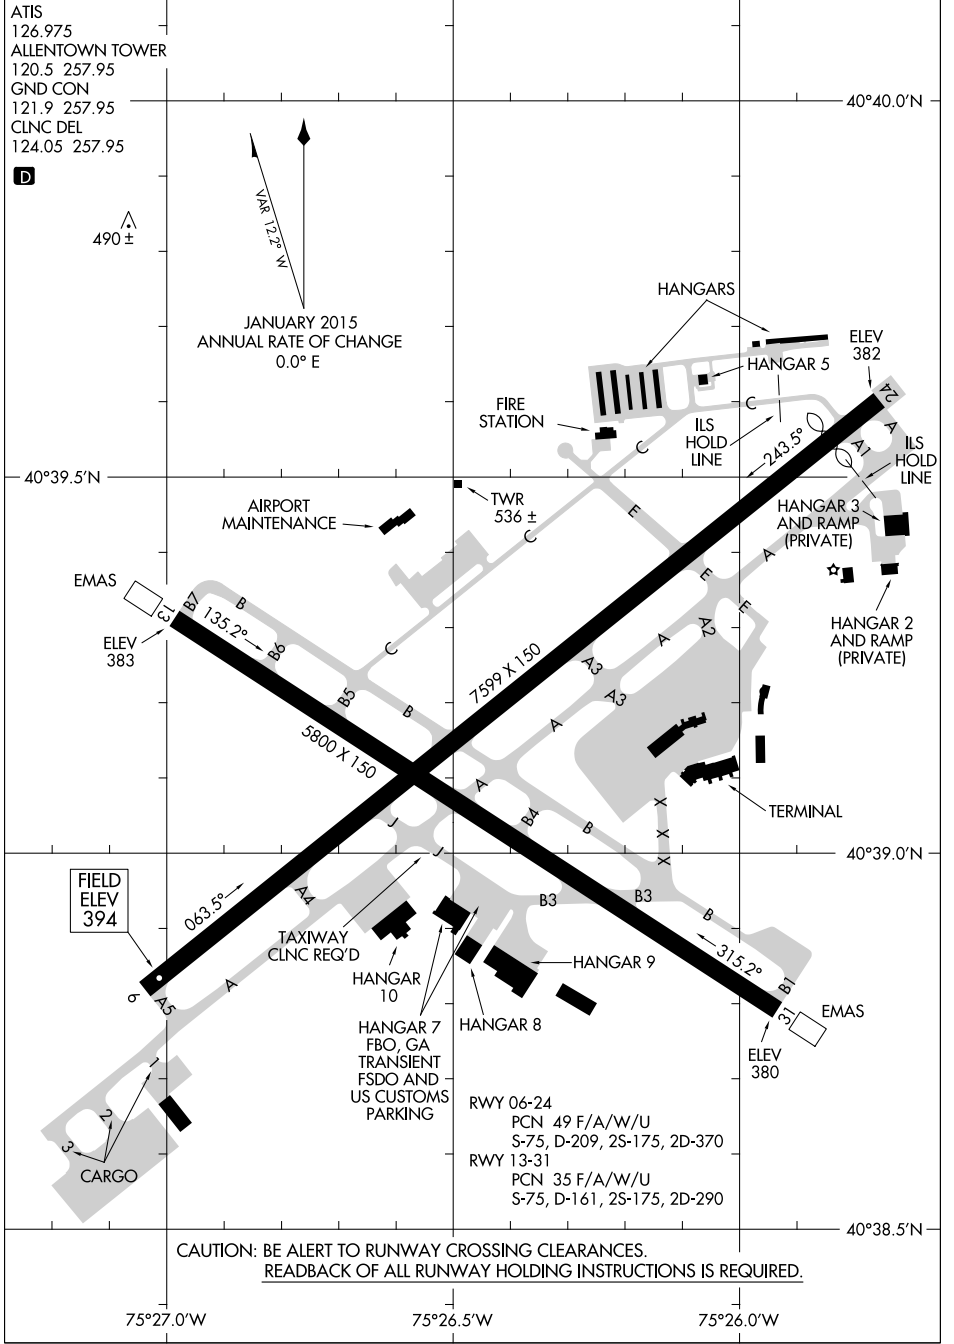 ATIS
126.975
ALLENTOWN TOWER
120.5 257.95
GND CON
121.9 257.95
CLNC DEL
124.05 257.95
D
490 ±
VAR 12.2° W
JANUARY 2015
ANNUAL RATE OF CHANGE
0.0° E
40°40.0'N
HANGARS
ELEV
382
HANGAR 5
24
FIRE
STATION
C
C
ILS
HOLD
LINE
243.5°
A
A1
ILS
HOLD
LINE
40°39.5'N
TWR
536 ±
AIRPORT
MAINTENANCE
C
E
HANGAR 3
AND RAMP
(PRIVATE)
A
EMAS
13
B7
B
135.2°
E
E
A2
ELEV
383
B6
C
A
HANGAR 2
AND RAMP
(PRIVATE)
7599 X 150
A3
A3
B5
B
A
5800 X 150
A
TERMINAL
J
B4
B
X
X
X
J
40°39.0'N
FIELD
ELEV
394
063.5°
A4
B3
B3
B
TAXIWAY
CLNC REQ'D
HANGAR
10
HANGAR 9
315.2°
6
A5
A
B1
31
EMAS
HANGAR 7
FBO, GA
TRANSIENT
FSDO AND
US CUSTOMS
PARKING
HANGAR 8
ELEV
380
1
2
3
CARGO
RWY 06-24
PCN 49 F/A/W/U
S-75, D-209, 2S-175, 2D-370
RWY 13-31
PCN 35 F/A/W/U
S-75, D-161, 2S-175, 2D-290
40°38.5'N
CAUTION: BE ALERT TO RUNWAY CROSSING CLEARANCES.
READBACK OF ALL RUNWAY HOLDING INSTRUCTIONS IS REQUIRED.
75°27.0'W
75°26.5'W
75°26.0'W